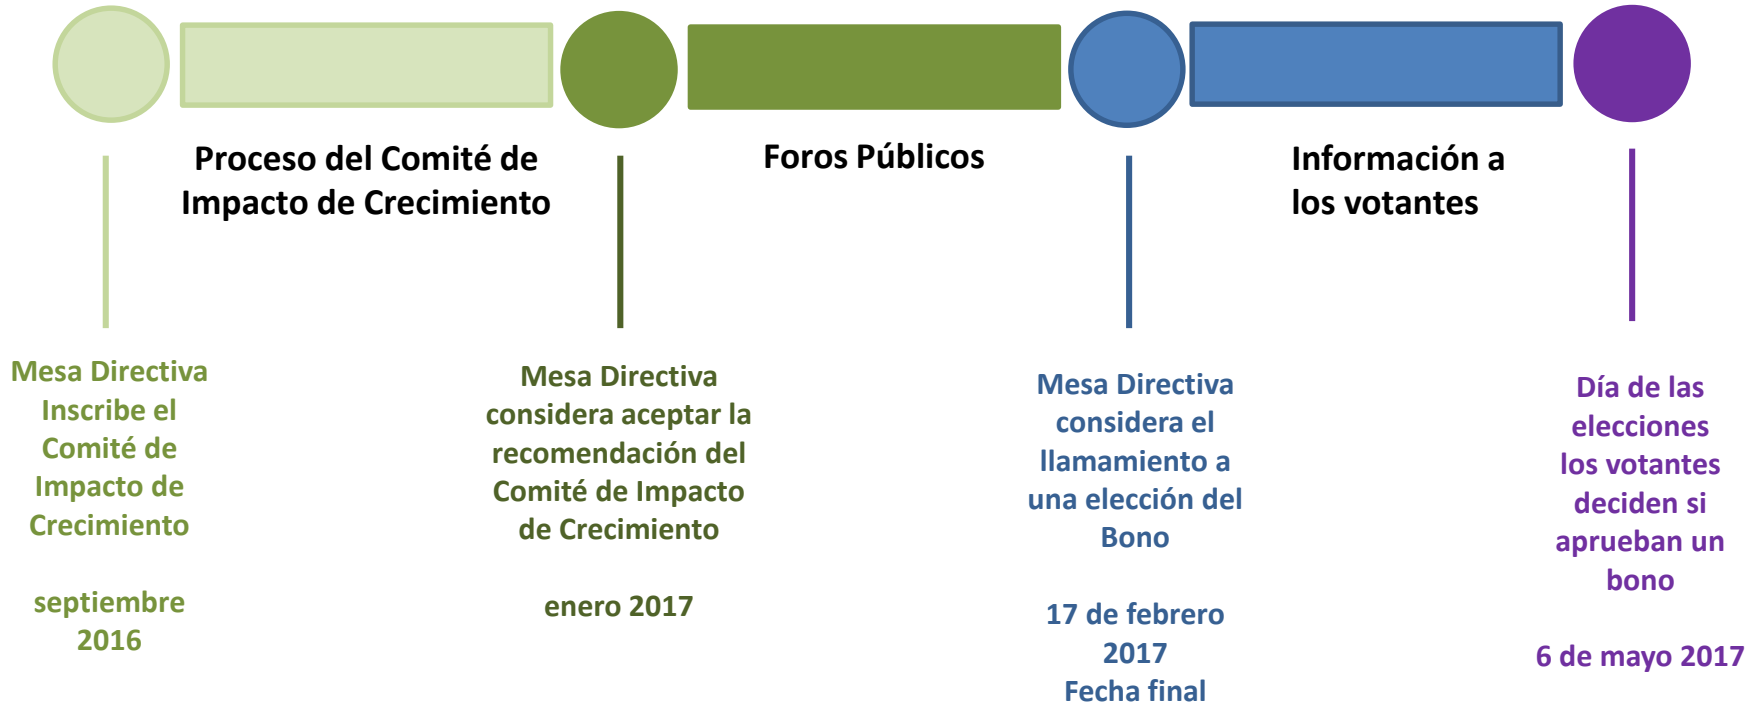 Proceso del Comité de
Impacto de Crecimiento
Foros Públicos
Información a
los votantes
Mesa Directiva
Inscribe el
Comité de
Impacto de
Crecimiento
septiembre
2016
Mesa Directiva
considera aceptar la
recomendación del
Comité de Impacto
de Crecimiento
enero 2017
Mesa Directiva
considera el
llamamiento a
una elección del
Bono
17 de febrero
2017
Fecha final
Día de las
elecciones
los votantes
deciden si
aprueban un
bono
6 de mayo 2017